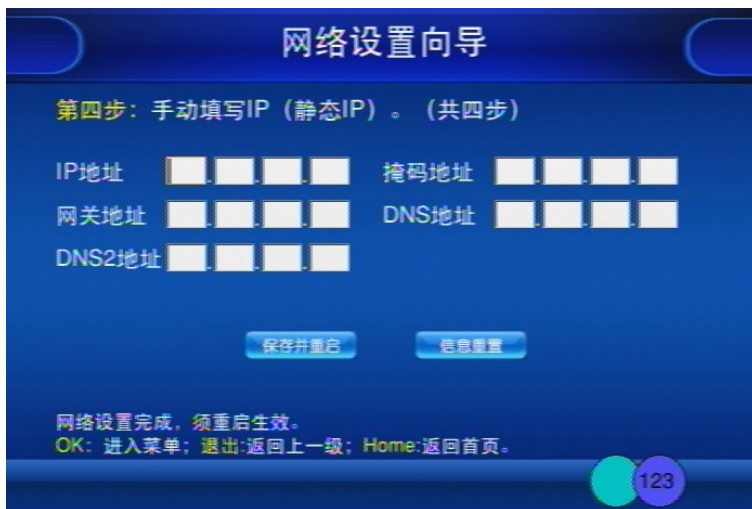 网络设置向导
第四步：手动填写IP（静态IP）。（共四步）
IP地址 . . . 掩码地址 . . .
网关地址 . . . DNS地址 . . .
DNS2地址 . . .
保存并重启 信息重置
网络设置完成，须重启生效。
OK：进入菜单；退出:返回上一级；Home:返回首页。
123